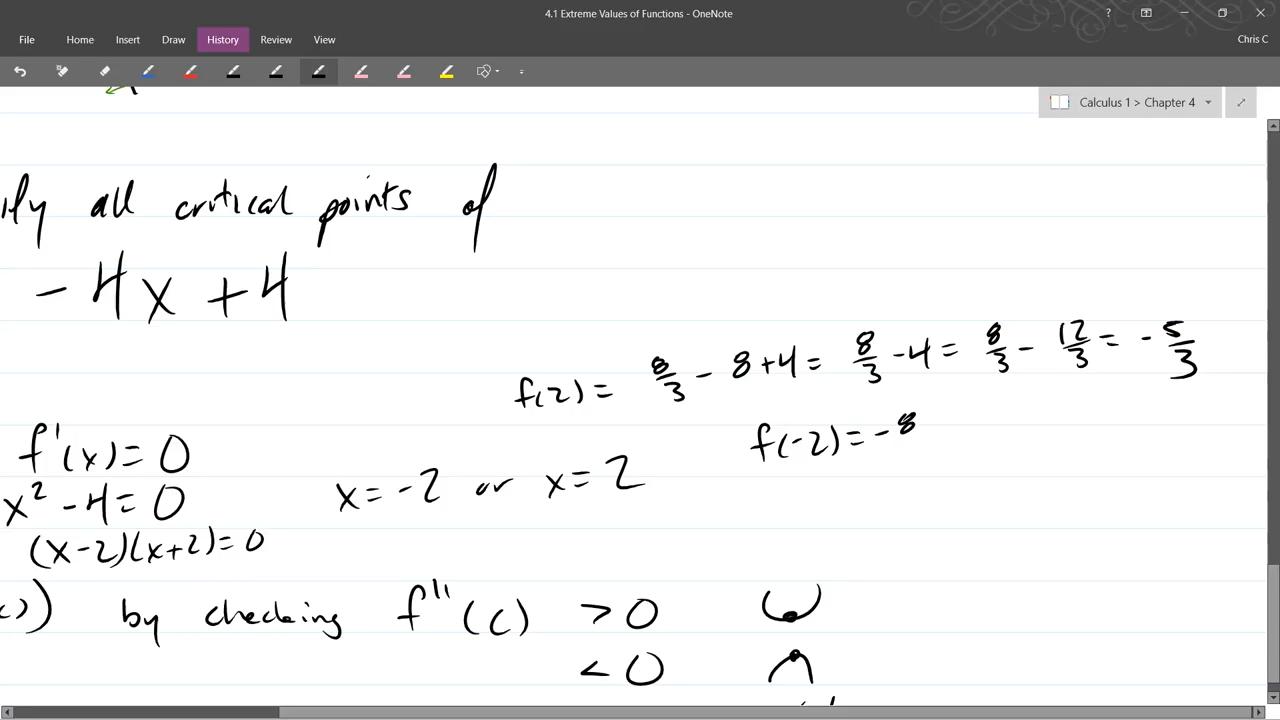 4.1 Extreme Values of Functions - OneNote
File Home Insert Draw History Review View
Chris C
Calculus 1 > Chapter 4
ify all critical points of
- 4x + 4
f(2) = 8/3 - 8 + 4 = 8/3 - 4 = 8/3 - 12/3 = - 5/3
f(-2) = - 8
f'(x) = 0
x² - 4 = 0
x = -2 or x = 2
(x-2)(x+2) = 0
c) by checking f''(c) > 0
< 0